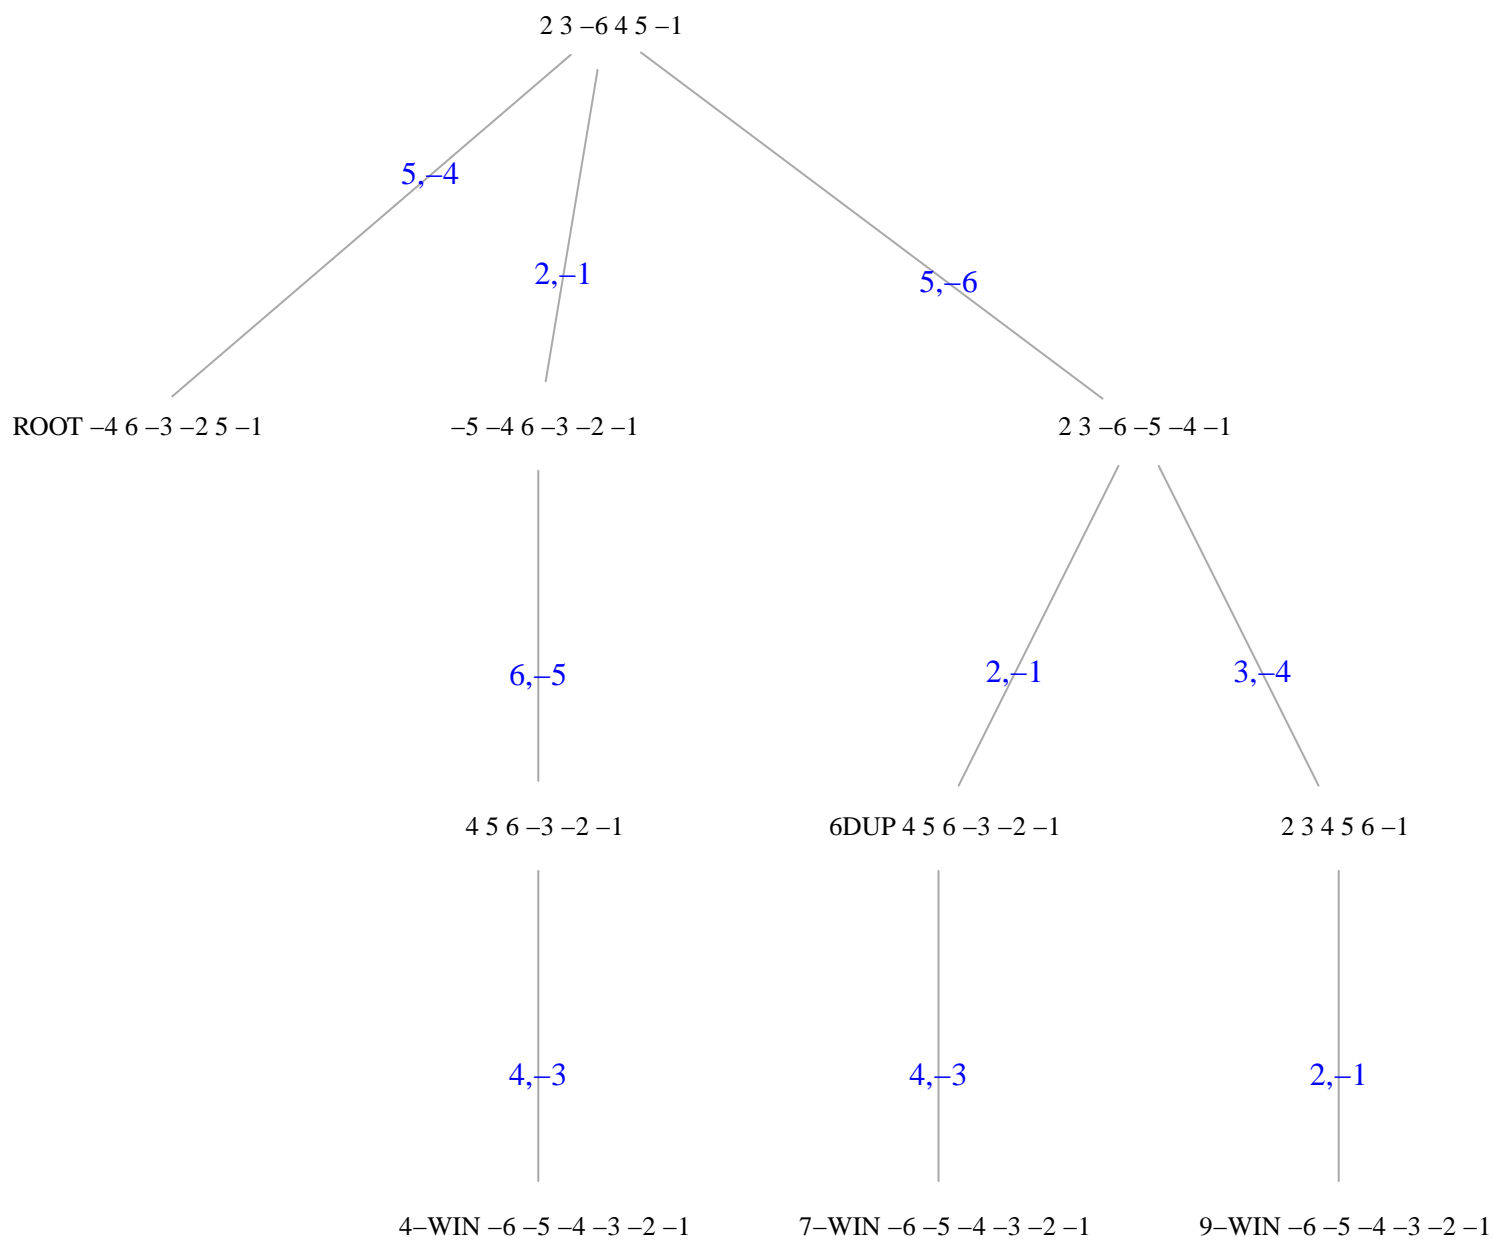 2 3 –6 4 5 –1
5,–4
2,–1
5,–6
ROOT –4 6 –3 –2 5 –1
–5 –4 6 –3 –2 –1
2 3 –6 –5 –4 –1
6,–5
2,–1
3,–4
4 5 6 –3 –2 –1
6DUP 4 5 6 –3 –2 –1
2 3 4 5 6 –1
4,–3
4,–3
2,–1
4–WIN –6 –5 –4 –3 –2 –1
7–WIN –6 –5 –4 –3 –2 –1
9–WIN –6 –5 –4 –3 –2 –1